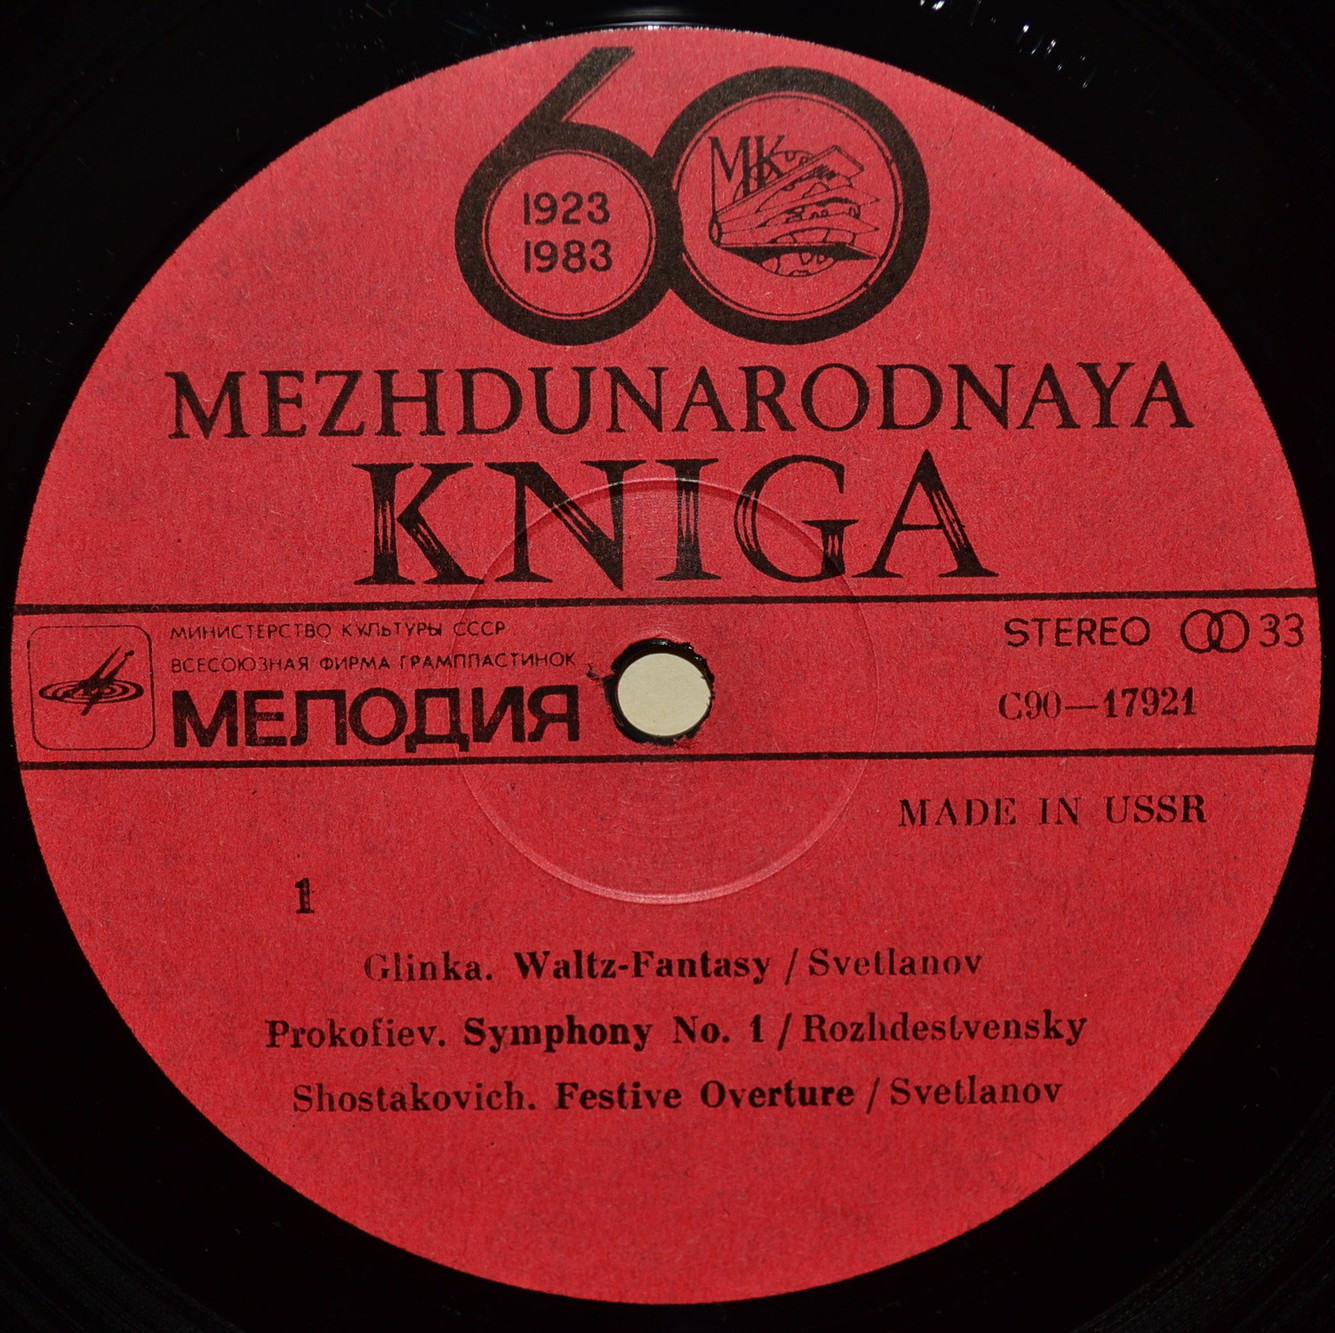 60
1923
1983
MK
MEZHDUNARODNAYA
KNIGA
МИНИСТЕРСТВО КУЛЬТУРЫ СССР
ВСЕСОЮЗНАЯ ФИРМА ГРАМПЛАСТИНОК
МЕЛОДИЯ
STEREO 33
С90—17921
MADE IN USSR
1
Glinka. Waltz-Fantasy / Svetlanov
Prokofiev. Symphony No. 1 / Rozhdestvensky
Shostakovich. Festive Overture / Svetlanov